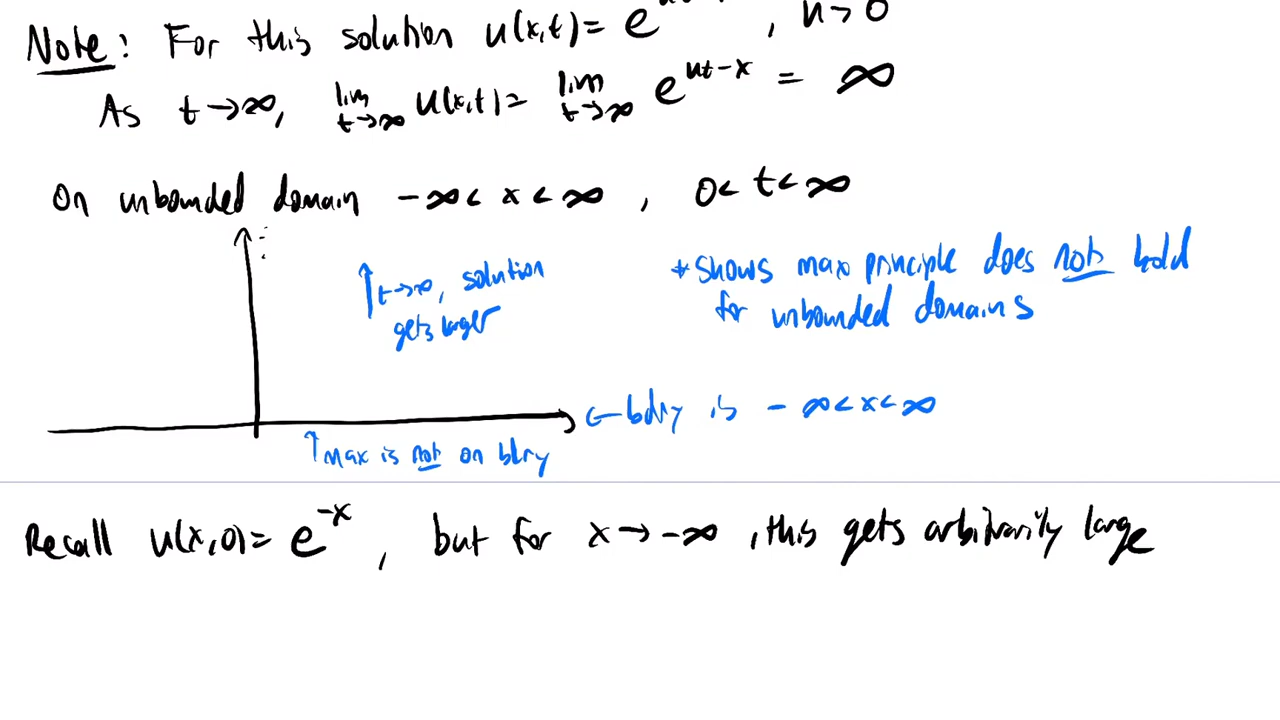 Note: For this solution u(x,t) = e , k > 0
As t → ∞, lim t→∞ u(x,t) = lim t→∞ e^{kt-x} = ∞
On unbounded domain -∞ < x < ∞ , 0 < t < ∞
↑ t→∞, solution
gets larger
* Shows max principle does not hold
for unbounded domains
← bdry is - ∞ < x < ∞
↑ max is not on bdry
Recall u(x,0) = e^{-x} , but for x → -∞ , this gets arbitrarily large